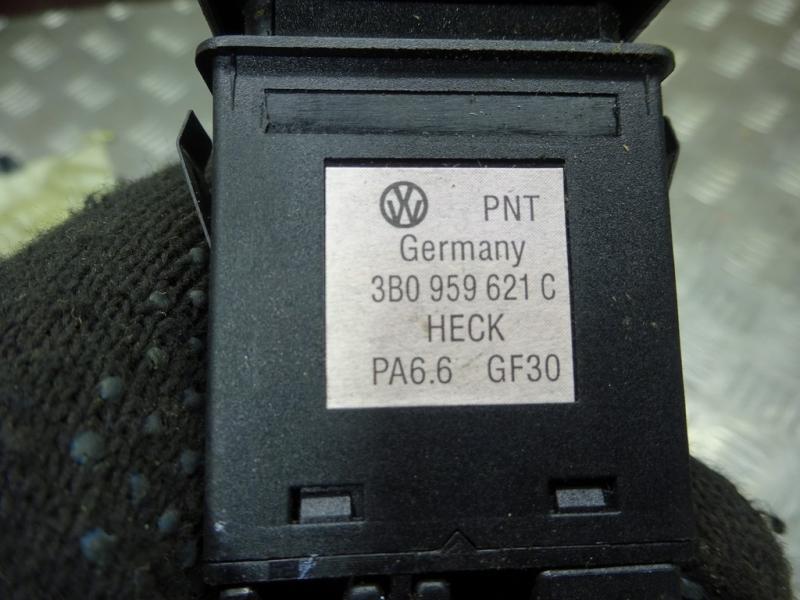 PNT
Germany
3B0 959 621 C
HECK
PA6.6 GF30